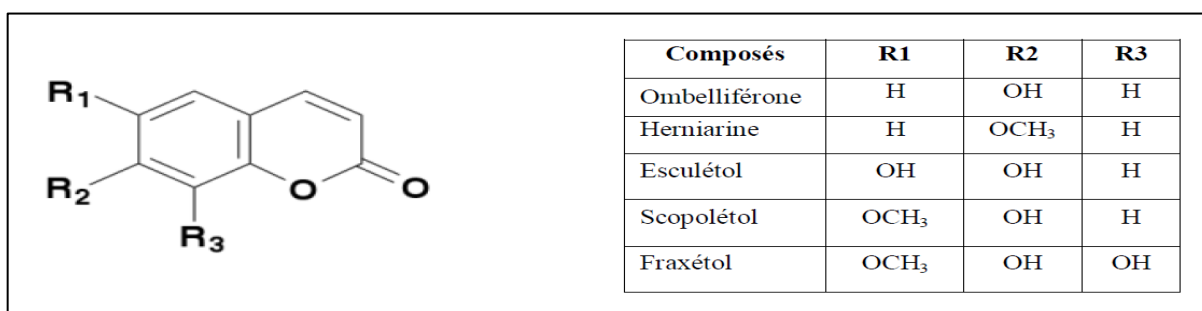 R₁
R₂
R₃
O
O
Composés R1 R2 R3
Ombelliférone H OH H
Herniarine H OCH₃ H
Esculétol OH OH H
Scopolétol OCH₃ OH H
Fraxétol OCH₃ OH OH